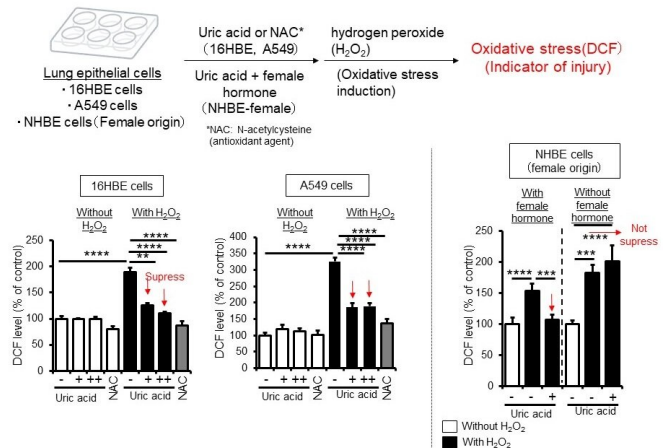 Lung epithelial cells
・16HBE cells
・A549 cells
・NHBE cells(Female origin)
Uric acid or NAC*
(16HBE, A549)
Uric acid + female
hormone
(NHBE-female)
*NAC: N-acetylcysteine
(antioxidant agent)
hydrogen peroxide
(H₂O₂)
(Oxidative stress
induction)
Oxidative stress(DCF)
(Indicator of injury)
16HBE cells
Without
H₂O₂
With H₂O₂
****
****
**
****
Supress
DCF level (% of control)
250
200
150
100
50
0
- + ++ NAC - + ++ NAC
Uric acid Uric acid
A549 cells
Without
H₂O₂
With H₂O₂
****
****
****
****
DCF level (% of control)
400
350
300
250
200
150
100
50
0
- + ++ NAC - + ++ NAC
Uric acid Uric acid
NHBE cells
(female origin)
With
female
hormone
Without
female
hormone
Not
supress
****
***
****
***
DCF level (% of control)
250
200
150
100
50
0
- - + - - +
Uric acid Uric acid
Without H₂O₂
With H₂O₂